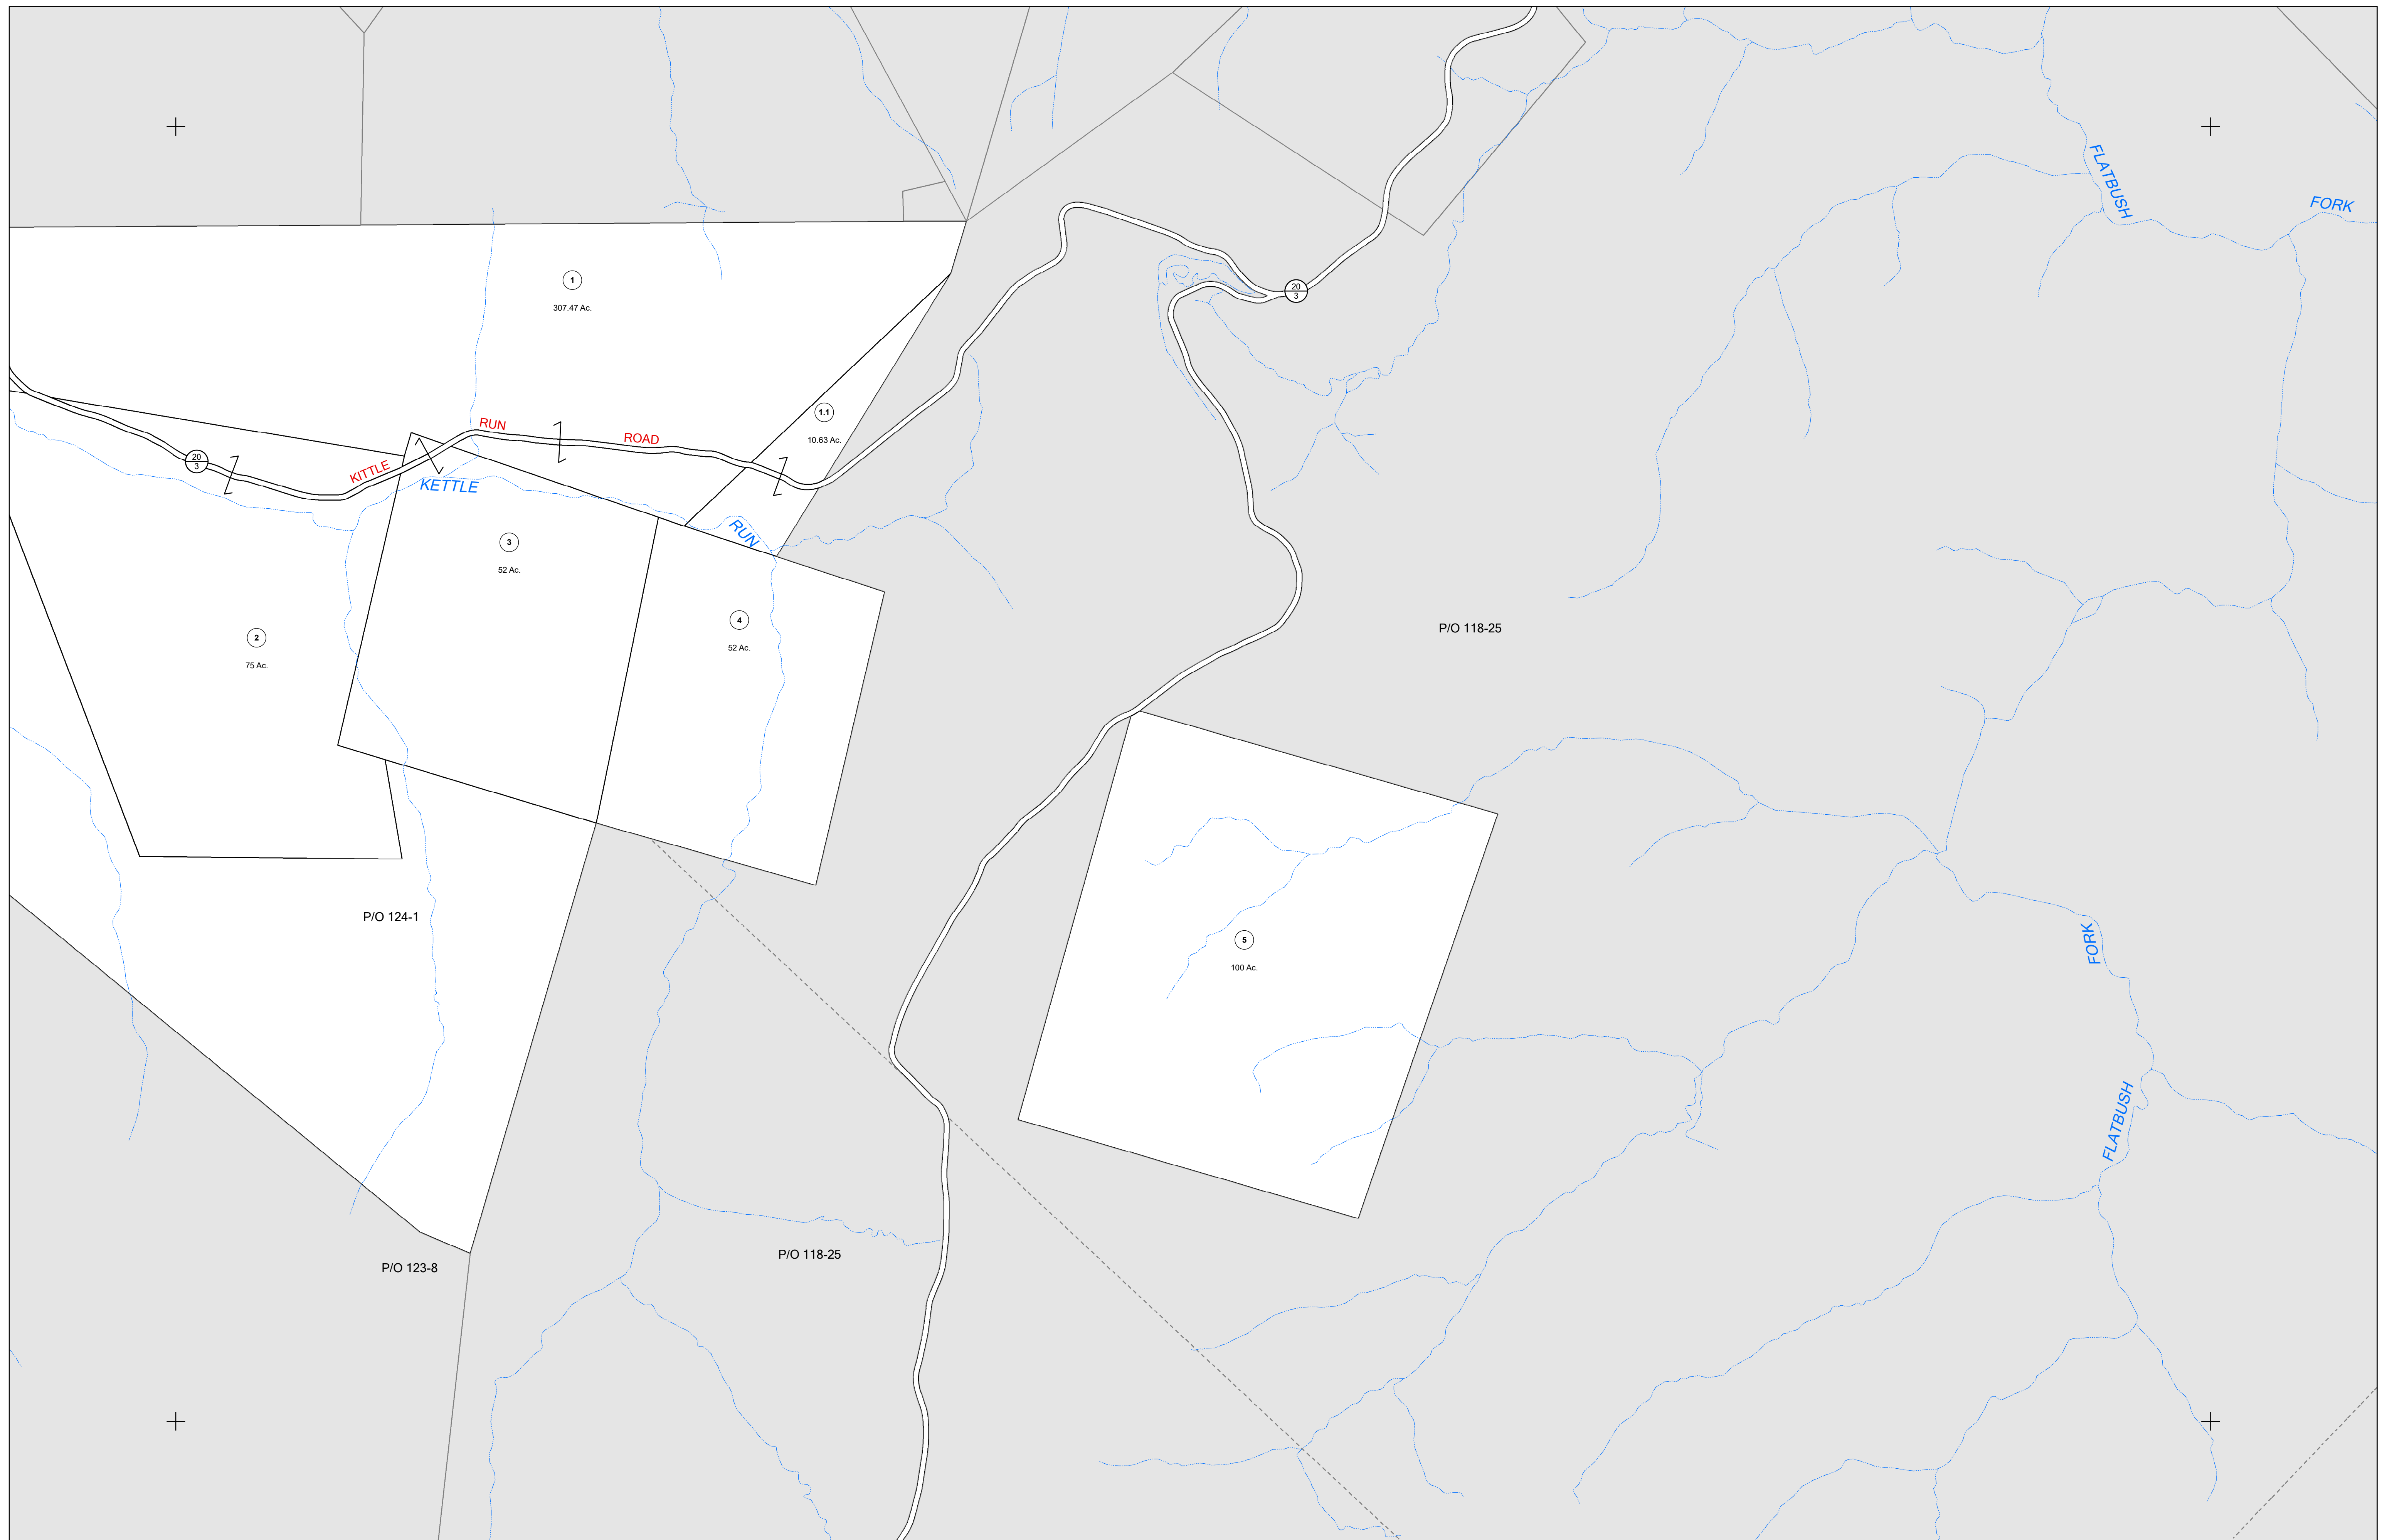 FLATBUSH
FORK
1
307.47 Ac.
20
3
1.1
10.63 Ac.
RUN
ROAD
20
3
KITTLE
KETTLE
RUN
3
52 Ac.
4
52 Ac.
P/O 118-25
2
75 Ac.
P/O 124-1
5
100 Ac.
FORK
FLATBUSH
P/O 118-25
P/O 123-8